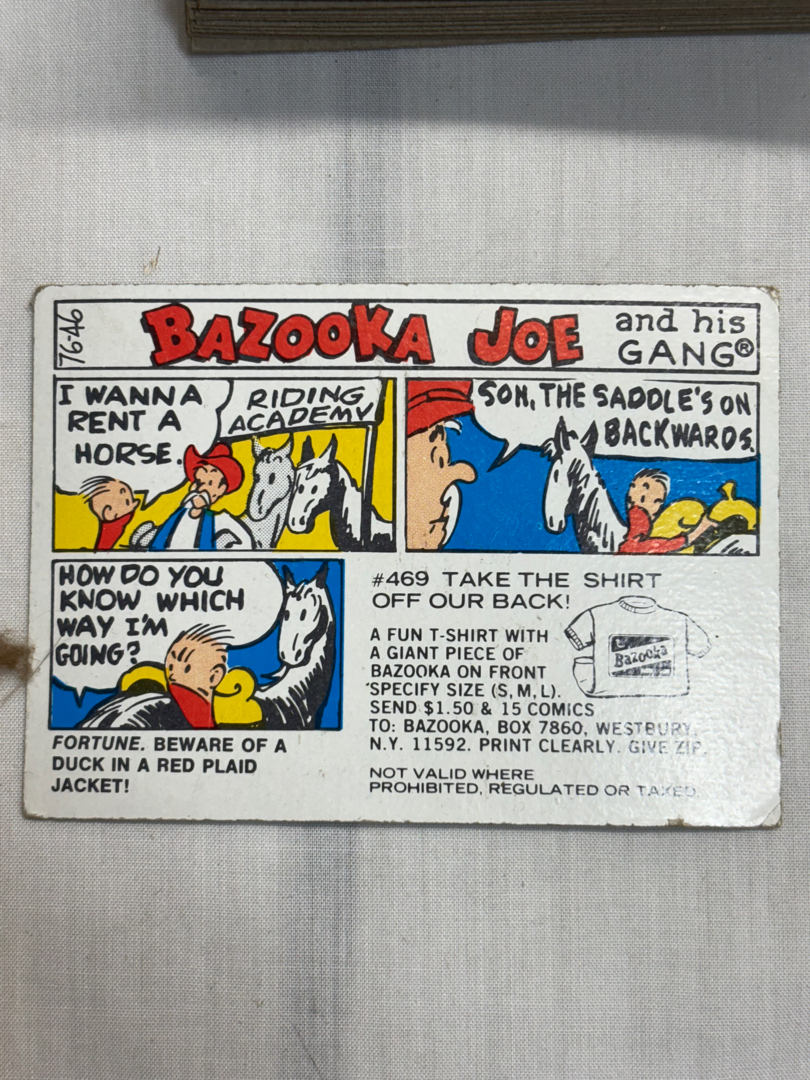 76-46
BAZOOKA JOE
and his
GANG®
I WANNA
RENT A
HORSE.
RIDING
ACADEMY
SON, THE SADDLE'S ON
BACKWARDS.
HOW DO YOU
KNOW WHICH
WAY I'M
GOING?
FORTUNE. BEWARE OF A
DUCK IN A RED PLAID
JACKET!
#469 TAKE THE SHIRT
OFF OUR BACK!
A FUN T-SHIRT WITH
A GIANT PIECE OF
BAZOOKA ON FRONT
SPECIFY SIZE (S, M, L).
SEND $1.50 & 15 COMICS
TO: BAZOOKA, BOX 7860, WESTBURY,
N.Y. 11592. PRINT CLEARLY. GIVE ZIP.
Bazooka
NOT VALID WHERE
PROHIBITED, REGULATED OR TAXED.